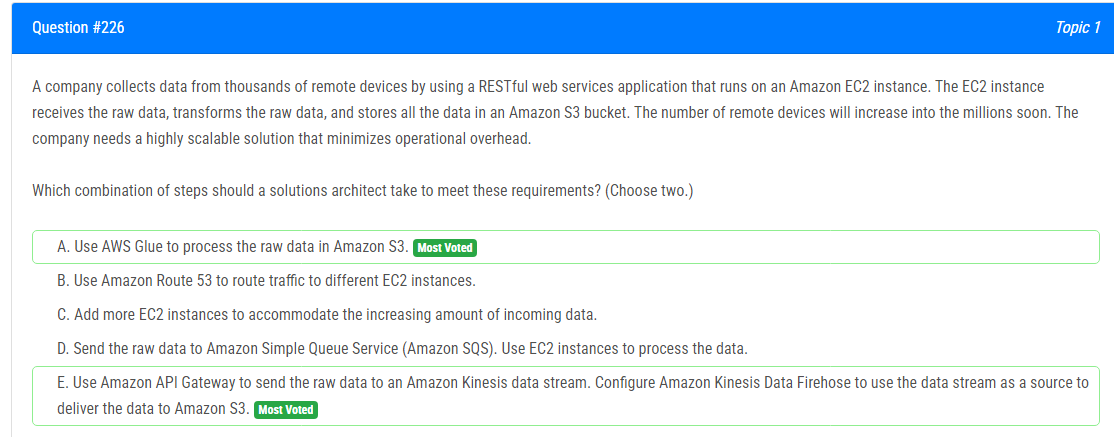 Question #226
Topic 1
A company collects data from thousands of remote devices by using a RESTful web services application that runs on an Amazon EC2 instance. The EC2 instance
receives the raw data, transforms the raw data, and stores all the data in an Amazon S3 bucket. The number of remote devices will increase into the millions soon. The
company needs a highly scalable solution that minimizes operational overhead.
Which combination of steps should a solutions architect take to meet these requirements? (Choose two.)
A. Use AWS Glue to process the raw data in Amazon S3. Most Voted
B. Use Amazon Route 53 to route traffic to different EC2 instances.
C. Add more EC2 instances to accommodate the increasing amount of incoming data.
D. Send the raw data to Amazon Simple Queue Service (Amazon SQS). Use EC2 instances to process the data.
E. Use Amazon API Gateway to send the raw data to an Amazon Kinesis data stream. Configure Amazon Kinesis Data Firehose to use the data stream as a source to
deliver the data to Amazon S3. Most Voted